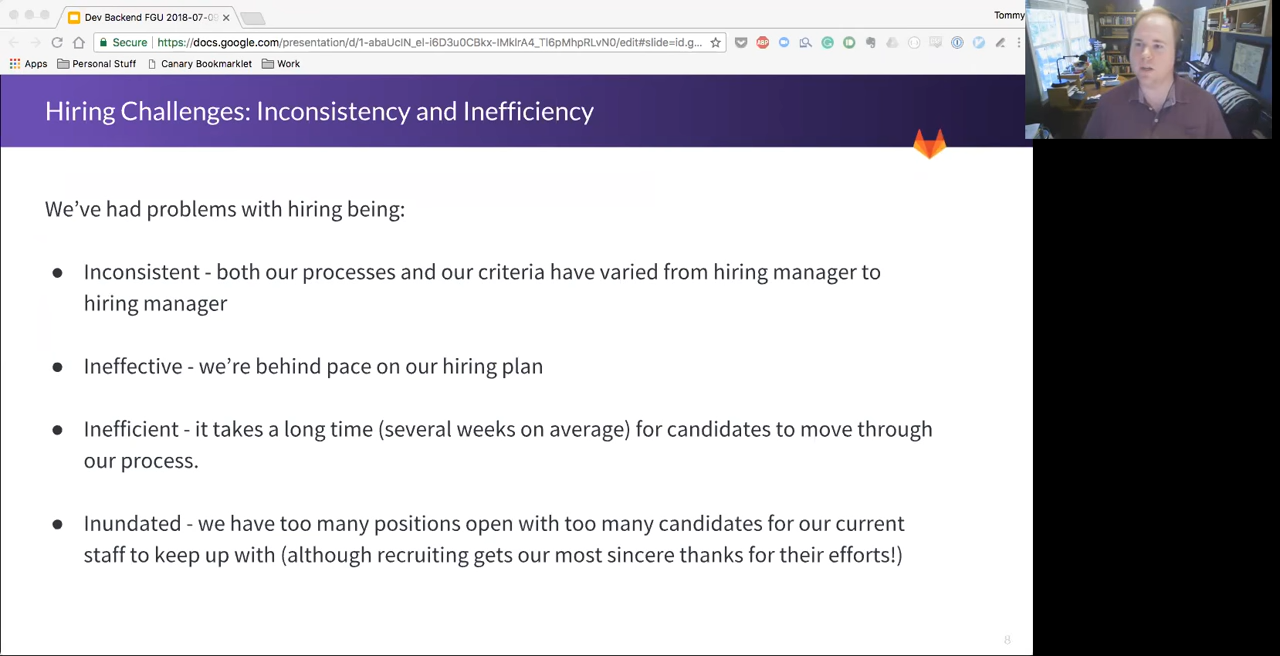 Dev Backend FGU 2018-07-09
Tommy
Secure
https://docs.google.com/presentation/d/1-abaUclN_el-i6D3u0CBkx-IMkIrA4_Tl6pMhpRLvN0/edit#slide=id.g...
Apps
Personal Stuff
Canary Bookmarklet
Work
Hiring Challenges: Inconsistency and Inefficiency
We’ve had problems with hiring being:
● Inconsistent - both our processes and our criteria have varied from hiring manager to
hiring manager
● Ineffective - we’re behind pace on our hiring plan
● Inefficient - it takes a long time (several weeks on average) for candidates to move through
our process.
● Inundated - we have too many positions open with too many candidates for our current
staff to keep up with (although recruiting gets our most sincere thanks for their efforts!)
8